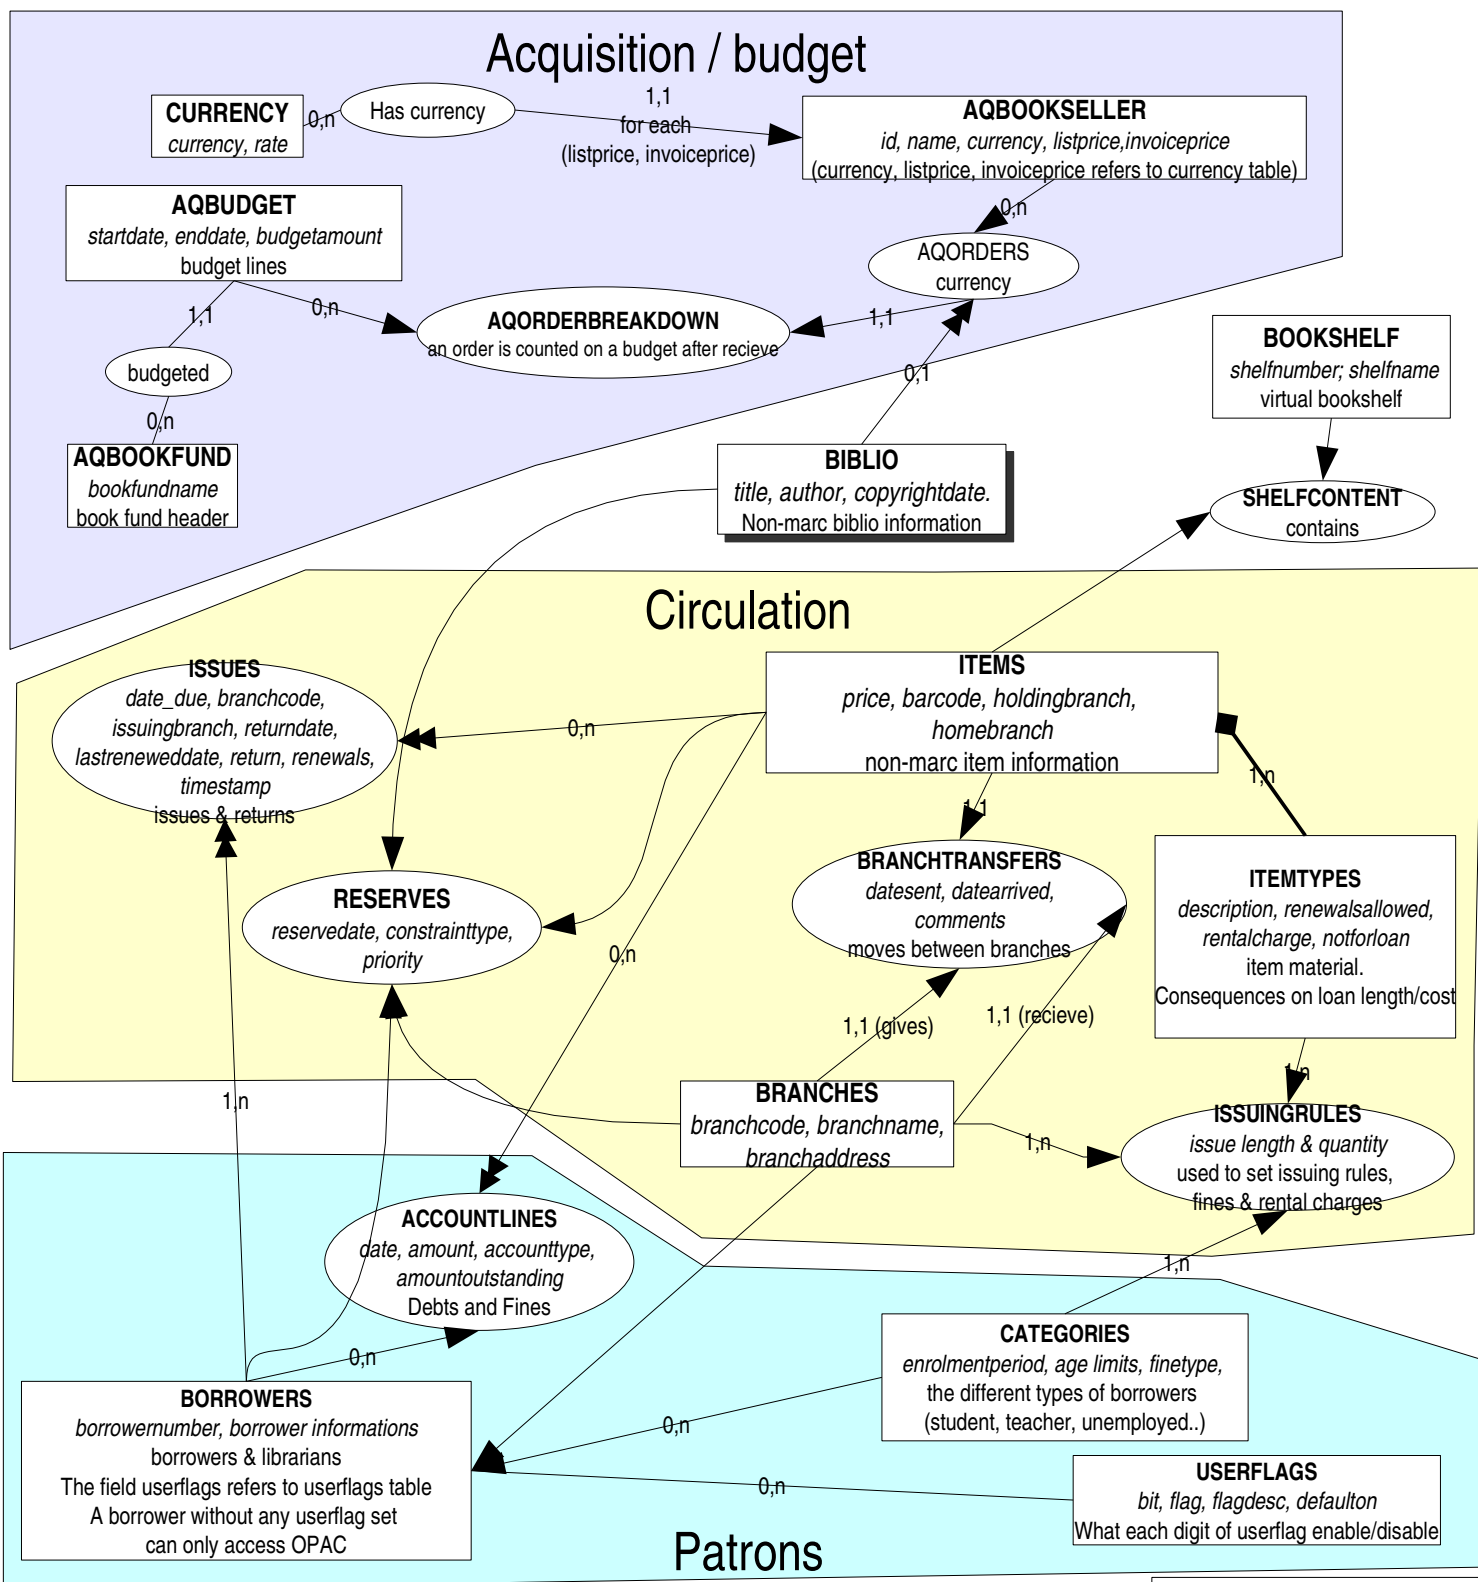 Acquisition / budget
CURRENCY
currency, rate
0,n
Has currency
1,1
for each
(listprice, invoiceprice)
AQBOOKSELLER
id, name, currency, listprice,invoiceprice
(currency, listprice, invoiceprice refers to currency table)
0,n
AQBUDGET
startdate, enddate, budgetamount
budget lines
AQORDERS
currency
1,1
0,n
AQORDERBREAKDOWN
an order is counted on a budget after recieve
1,1
budgeted
0,1
0,n
AQBOOKFUND
bookfundname
book fund header
BOOKSHELF
shelfnumber; shelfname
virtual bookshelf
BIBLIO
title, author, copyrightdate.
Non-marc biblio information
SHELFCONTENT
contains
Circulation
ISSUES
date_due, branchcode,
issuingbranch, returndate,
lastreneweddate, return, renewals,
timestamp
issues & returns
0,n
ITEMS
price, barcode, holdingbranch,
homebranch
non-marc item information
1,n
1,1
RESERVES
reservedate, constrainttype,
priority
0,n
BRANCHTRANSFERS
datesent, datearrived,
comments
moves between branches
ITEMTYPES
description, renewalsallowed,
rentalcharge, notforloan
item material.
Consequences on loan length/cost
1,1 (gives)
1,1 (recieve)
1,n
1,n
BRANCHES
branchcode, branchname,
branchaddress
1,n
ISSUINGRULES
issue length & quantity
used to set issuing rules,
fines & rental charges
ACCOUNTLINES
date, amount, accounttype,
amountoutstanding
Debts and Fines
1,n
0,n
CATEGORIES
enrolmentperiod, age limits, finetype,
the different types of borrowers
(student, teacher, unemployed..)
BORROWERS
borrowernumber, borrower informations
borrowers & librarians
The field userflags refers to userflags table
A borrower without any userflag set
can only access OPAC
0,n
0,n
USERFLAGS
bit, flag, flagdesc, defaulton
What each digit of userflag enable/disable
Patrons